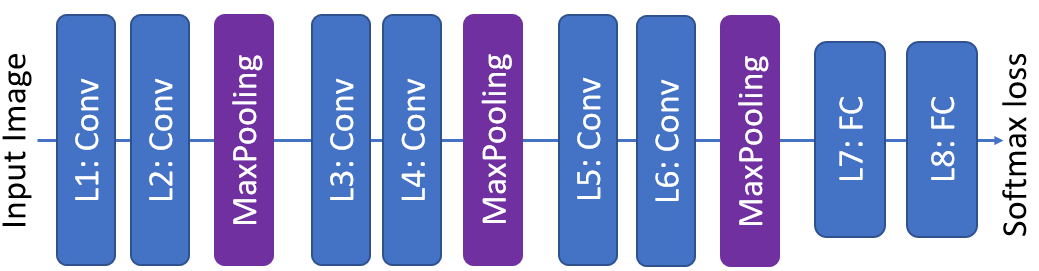 Input Image
L1: Conv
L2: Conv
MaxPooling
L3: Conv
L4: Conv
MaxPooling
L5: Conv
L6: Conv
MaxPooling
L7: FC
L8: FC
Softmax loss